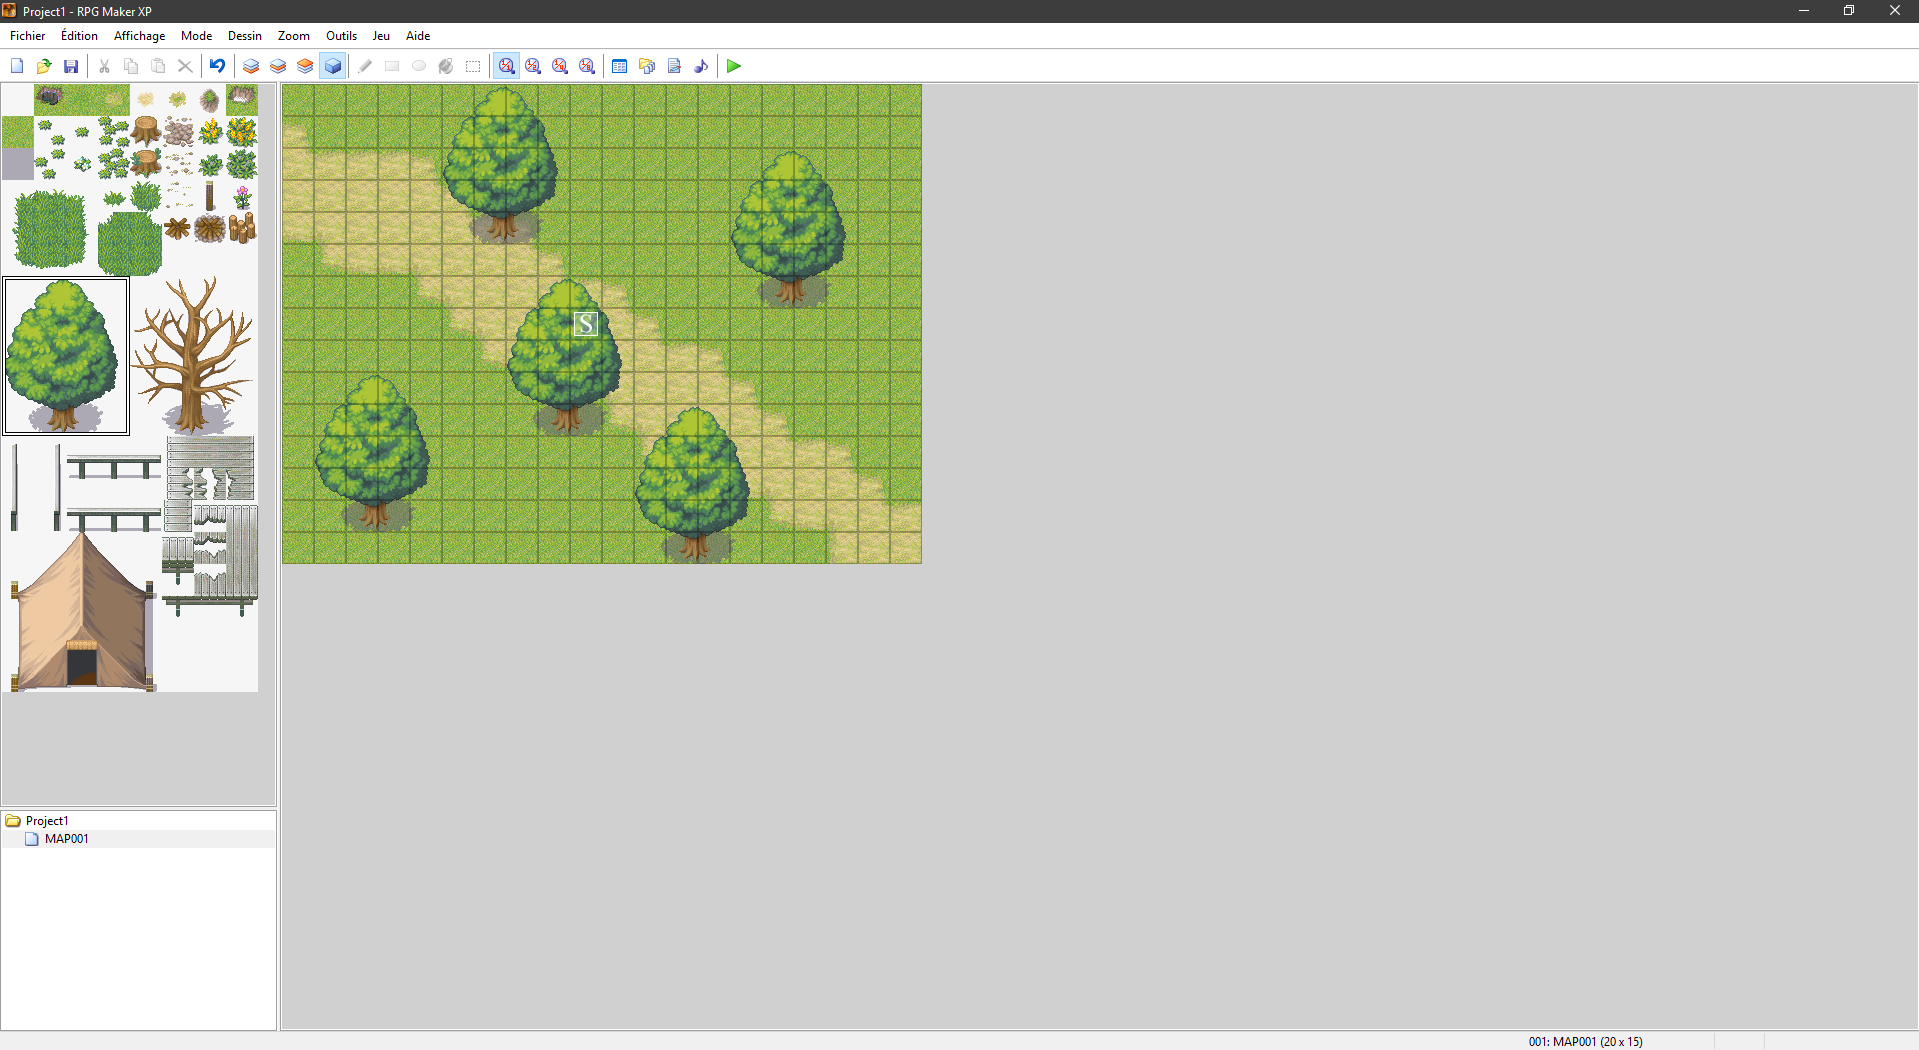 Project1 - RPG Maker XP
Fichier Édition Affichage Mode Dessin Zoom Outils Jeu Aide
S
Project1
MAP001
001: MAP001 (20 x 15)